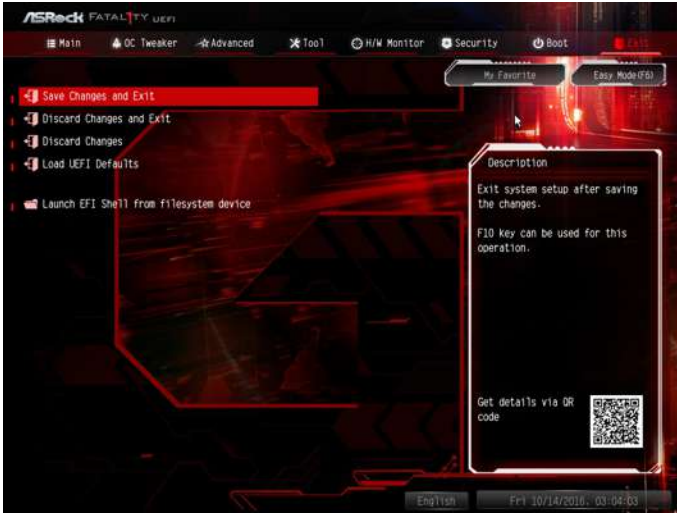 ASRock FATAL1TY UEFI
Main OC Tweaker Advanced Tool H/W Monitor Security Boot Exit
My Favorite Easy Mode(F6)
Save Changes and Exit
Discard Changes and Exit
Discard Changes
Load UEFI Defaults
Launch EFI Shell from filesystem device
Description
Exit system setup after saving
the changes.
F10 key can be used for this
operation.
Get details via QR
code
English Fri 10/14/2016. 03:04:03